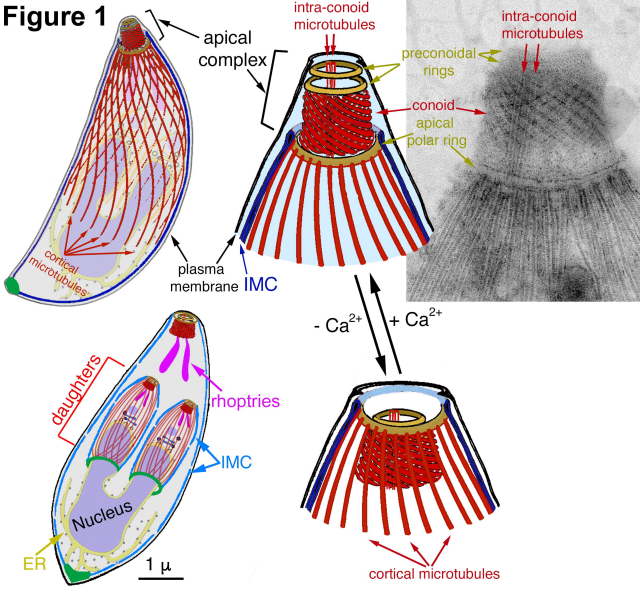 Figure 1
apical
complex
intra-conoid
microtubules
intra-conoid
microtubules
preconoidal
rings
conoid
apical
polar ring
cortical
microtubules
plasma
membrane
IMC
- Ca2+
+ Ca2+
daughters
rhoptries
IMC
Nucleus
ER
1 μ
cortical microtubules